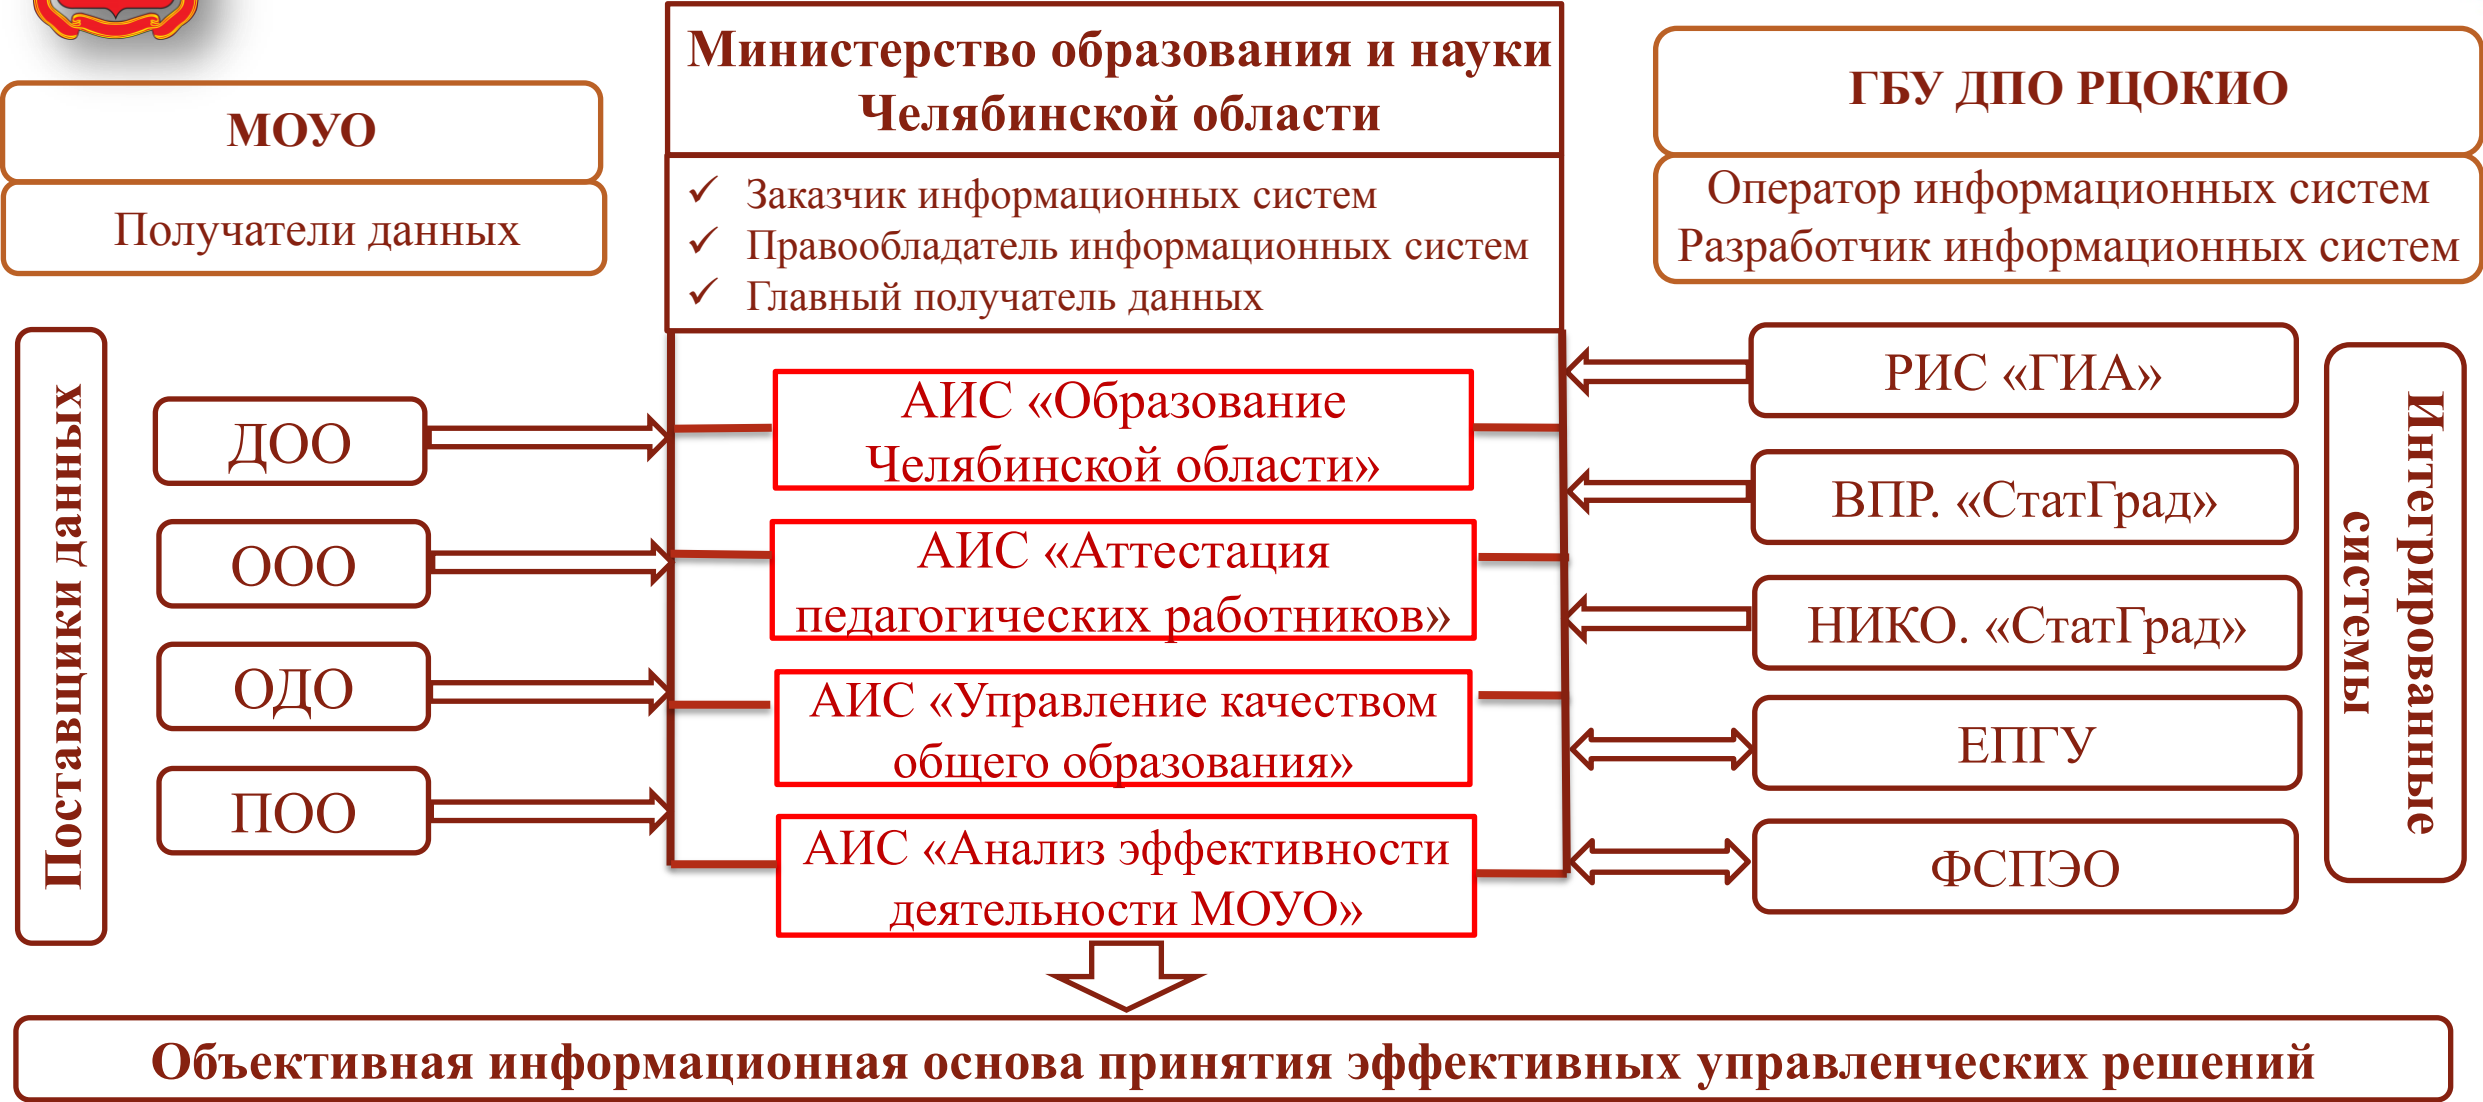 МОУО
Получатели данных
Министерство образования и науки
Челябинской области
✓ Заказчик информационных систем
✓ Правообладатель информационных систем
✓ Главный получатель данных
ГБУ ДПО РЦОКИО
Оператор информационных систем
Разработчик информационных систем
Поставщики данных
ДОО
ООО
ОДО
ПОО
АИС «Образование
Челябинской области»
АИС «Аттестация
педагогических работников»
АИС «Управление качеством
общего образования»
АИС «Анализ эффективности
деятельности МОУО»
РИС «ГИА»
ВПР. «СтатГрад»
НИКО. «СтатГрад»
ЕПГУ
ФСПЭО
Интегрированные
системы
Объективная информационная основа принятия эффективных управленческих решений